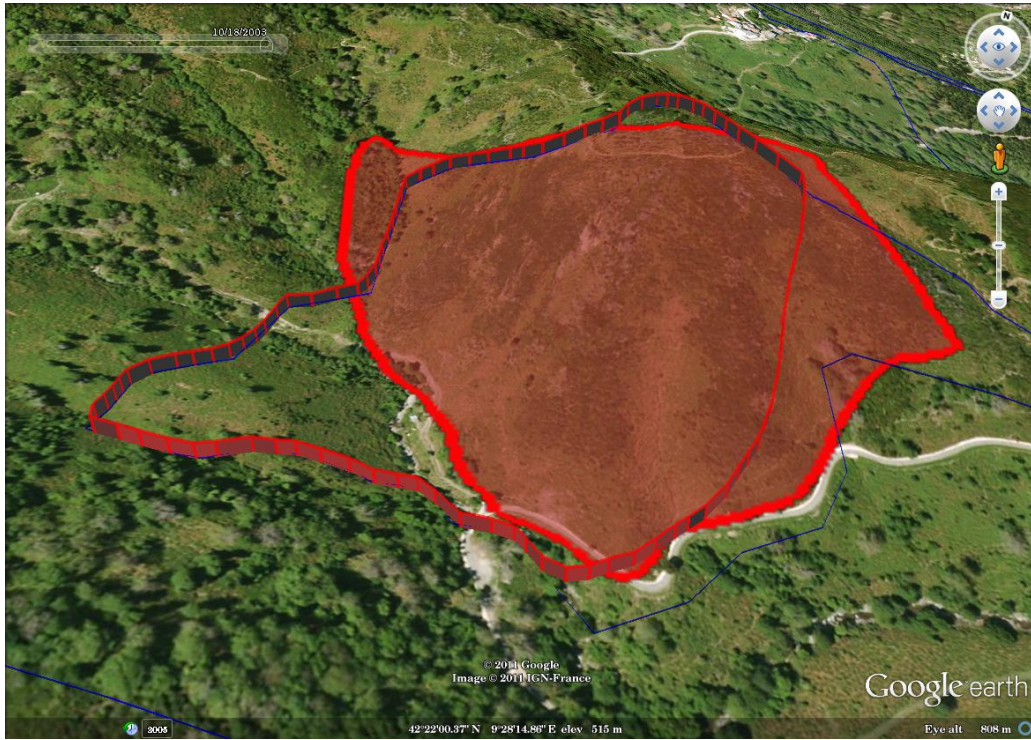 10/18/2003
N
© 2011 Google
Image © 2011 IGN-France
Google earth
2005
42°22'00.37" N 9°28'14.86" E elev 515 m
Eye alt 808 m